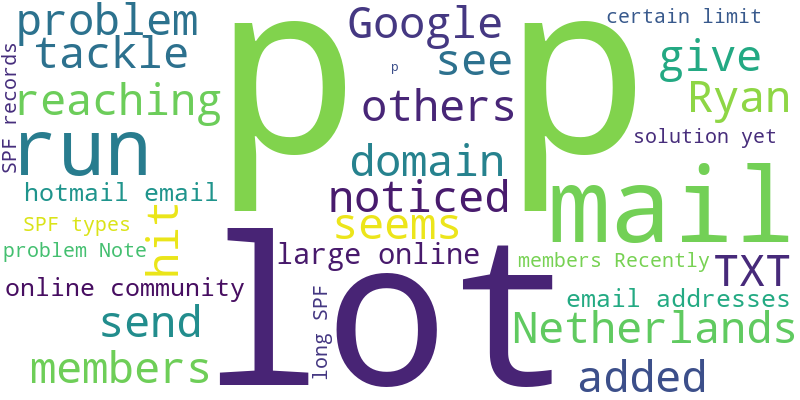 problem
tackle
reaching
run
SPF records
hotmail email
SPF types
hit
problem Note
online community
send
members
p
p
lot
Google
see
p
others
domain
noticed
seems
large online
long SPF
certain limit
give
Ryan
solution yet
mail
members Recently
TXT
email addresses
Netherlands
added